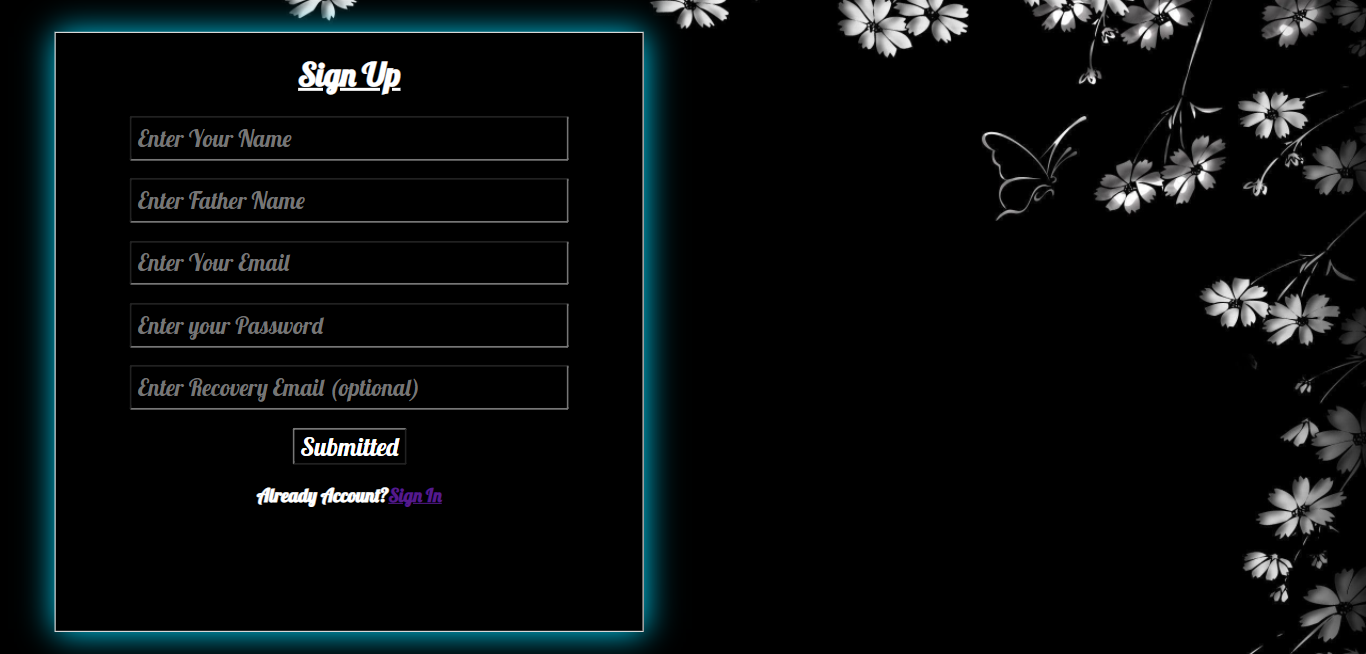 Sign Up
Enter Your Name
Enter Father Name
Enter Your Email
Enter your Password
Enter Recovery Email (optional)
Submitted
Already Account?Sign In